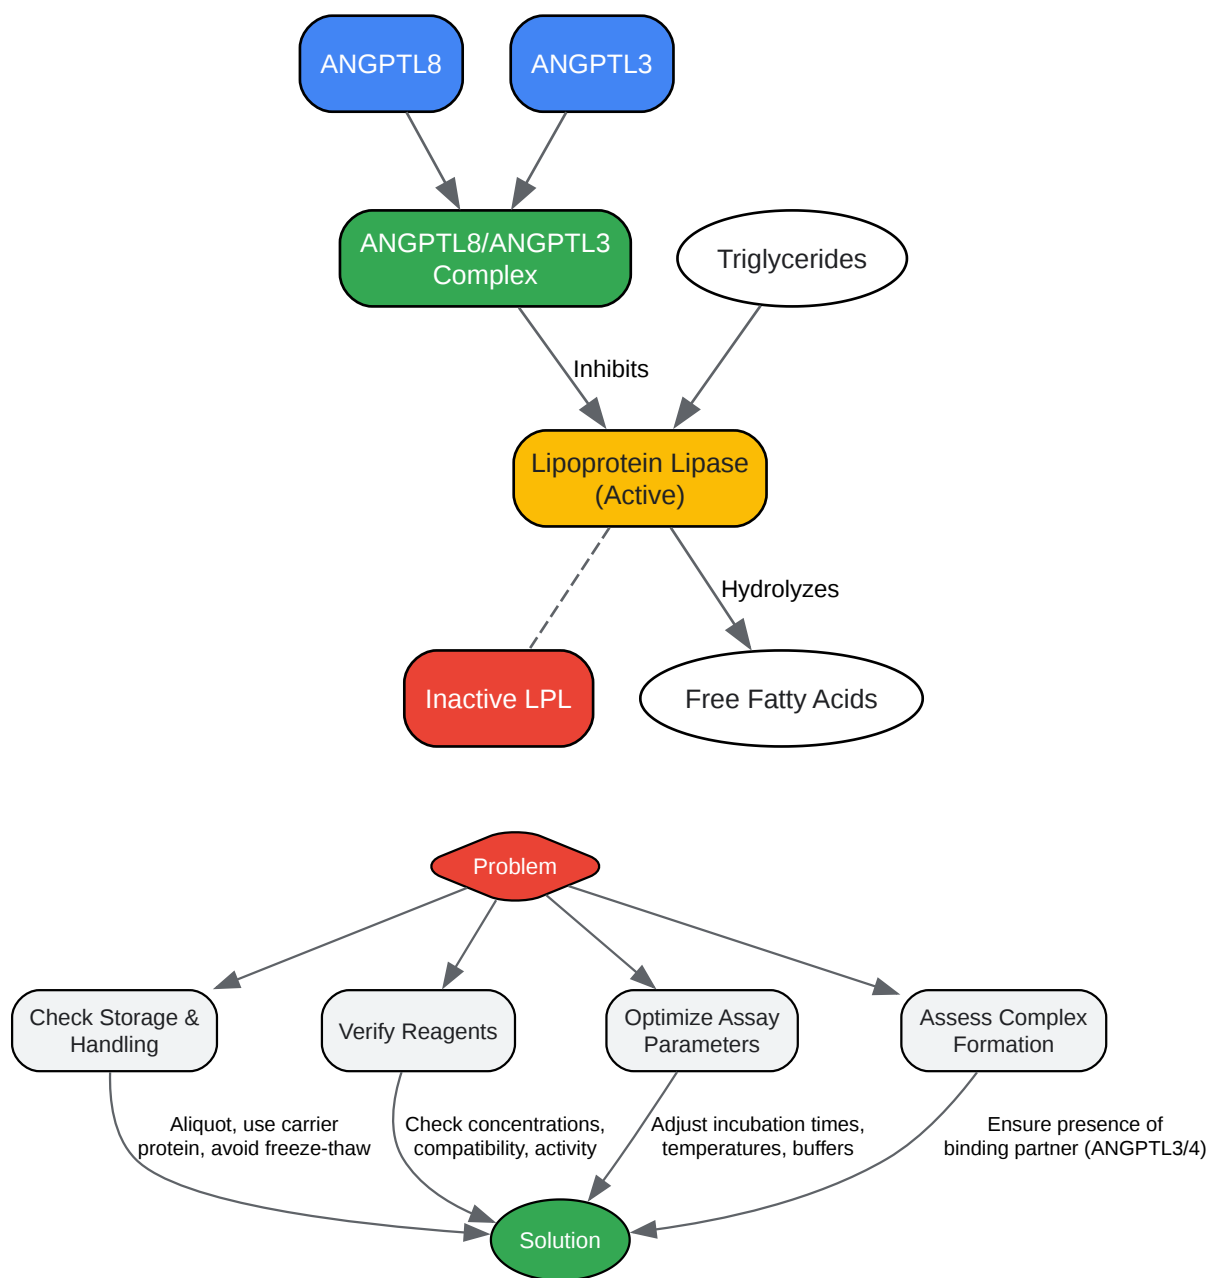 ANGPTL8
ANGPTL3
ANGPTL8/ANGPTL3
Complex
Triglycerides
Inhibits
Lipoprotein Lipase
(Active)
Hydrolyzes
Inactive LPL
Free Fatty Acids
Problem
Check Storage &
Handling
Verify Reagents
Optimize Assay
Parameters
Assess Complex
Formation
Aliquot, use carrier
protein, avoid freeze-thaw
Check concentrations,
compatibility, activity
Adjust incubation times,
temperatures, buffers
Ensure presence of
binding partner (ANGPTL3/4)
Solution